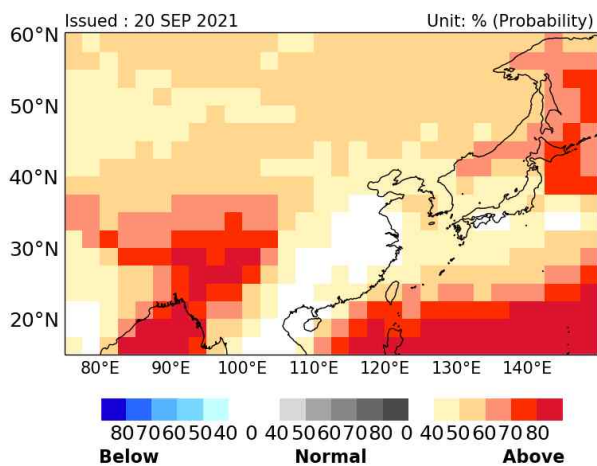 Issued : 20 SEP 2021 Unit: % (Probability)
60°N
50°N
40°N
30°N
20°N
80°E 90°E 100°E 110°E 120°E 130°E 140°E
80 70 60 50 40 0 40 50 60 70 80 0 40 50 60 70 80
Below Normal Above